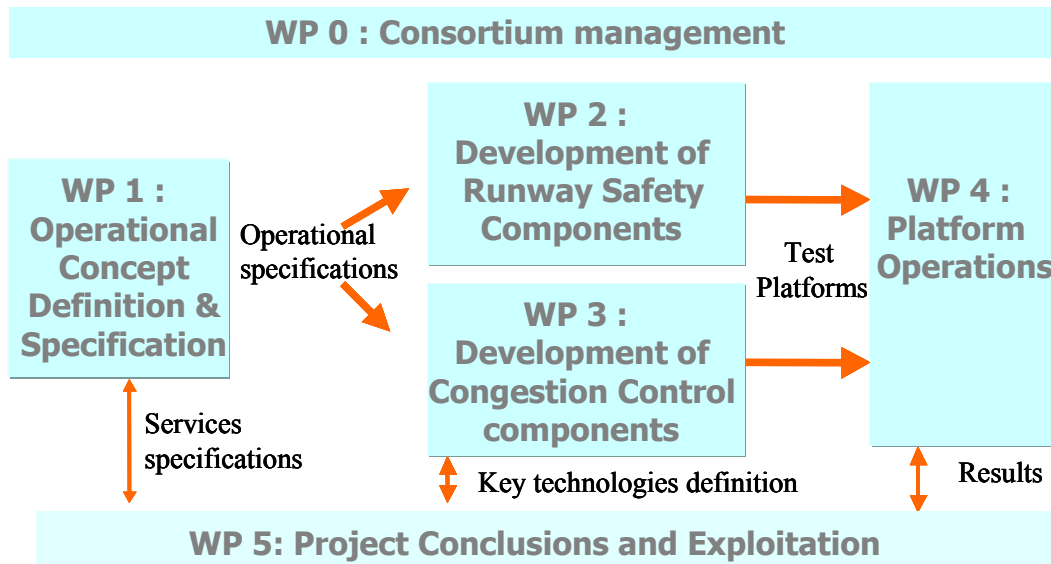 WP 0 : Consortium management
WP 1 :
Operational
Concept
Definition &
Specification
Operational
specifications
WP 2 :
Development of
Runway Safety
Components
WP 3 :
Development of
Congestion Control
components
Test
Platforms
WP 4 :
Platform
Operations
Services
specifications
Key technologies definition
Results
WP 5: Project Conclusions and Exploitation